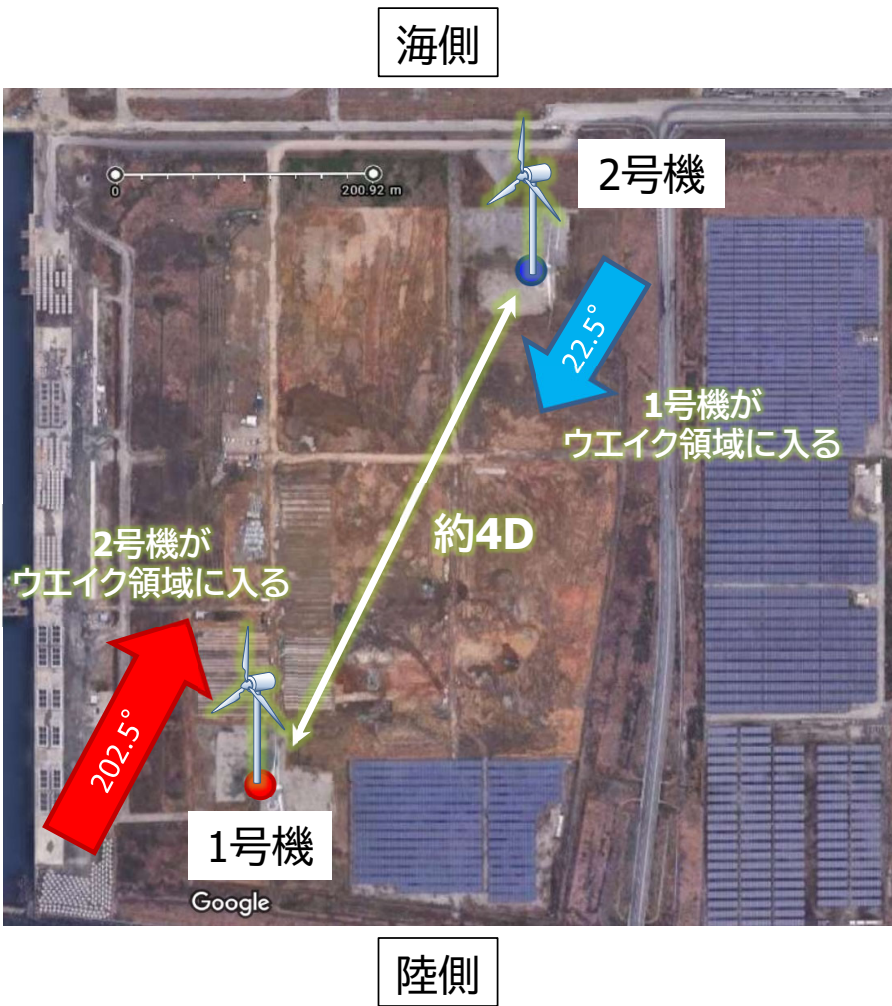 海側
0
200.92 m
2号機
22.5°
1号機が
ウエイク領域に入る
約4D
2号機が
ウエイク領域に入る
202.5°
1号機
Google
陸側